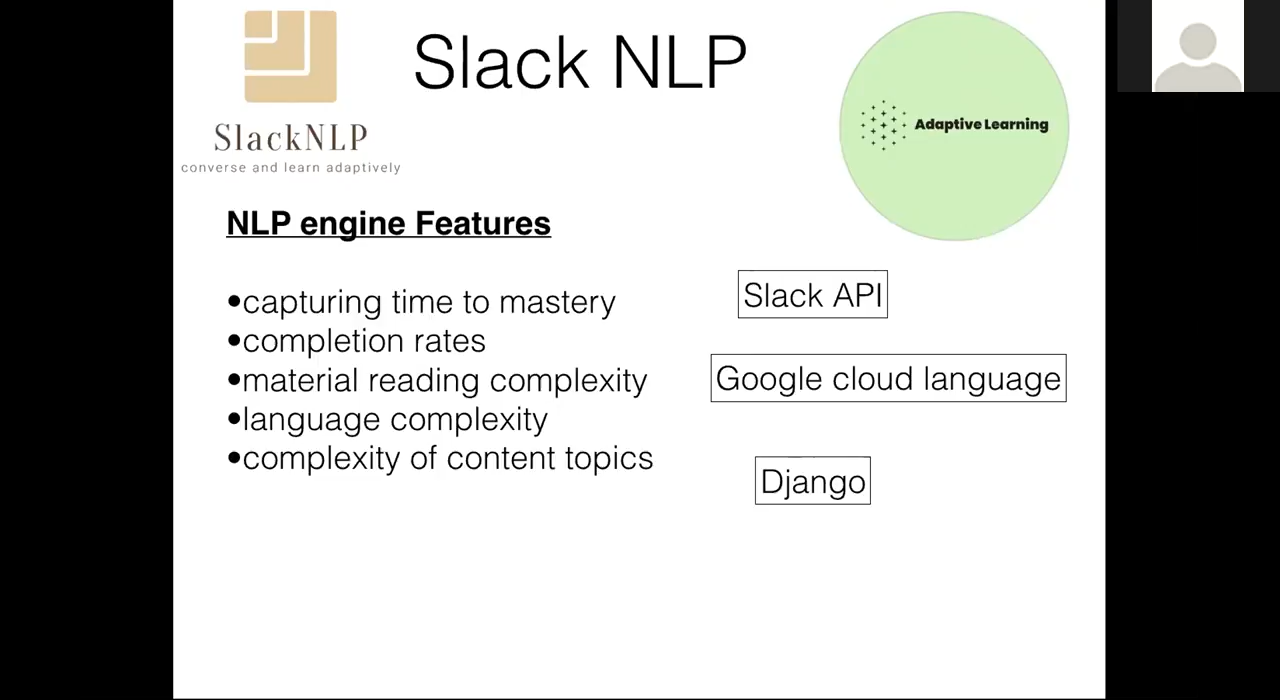 Slack NLP
SlackNLP
converse and learn adaptively
Adaptive Learning
NLP engine Features
•capturing time to mastery
•completion rates
•material reading complexity
•language complexity
•complexity of content topics
Slack API
Google cloud language
Django